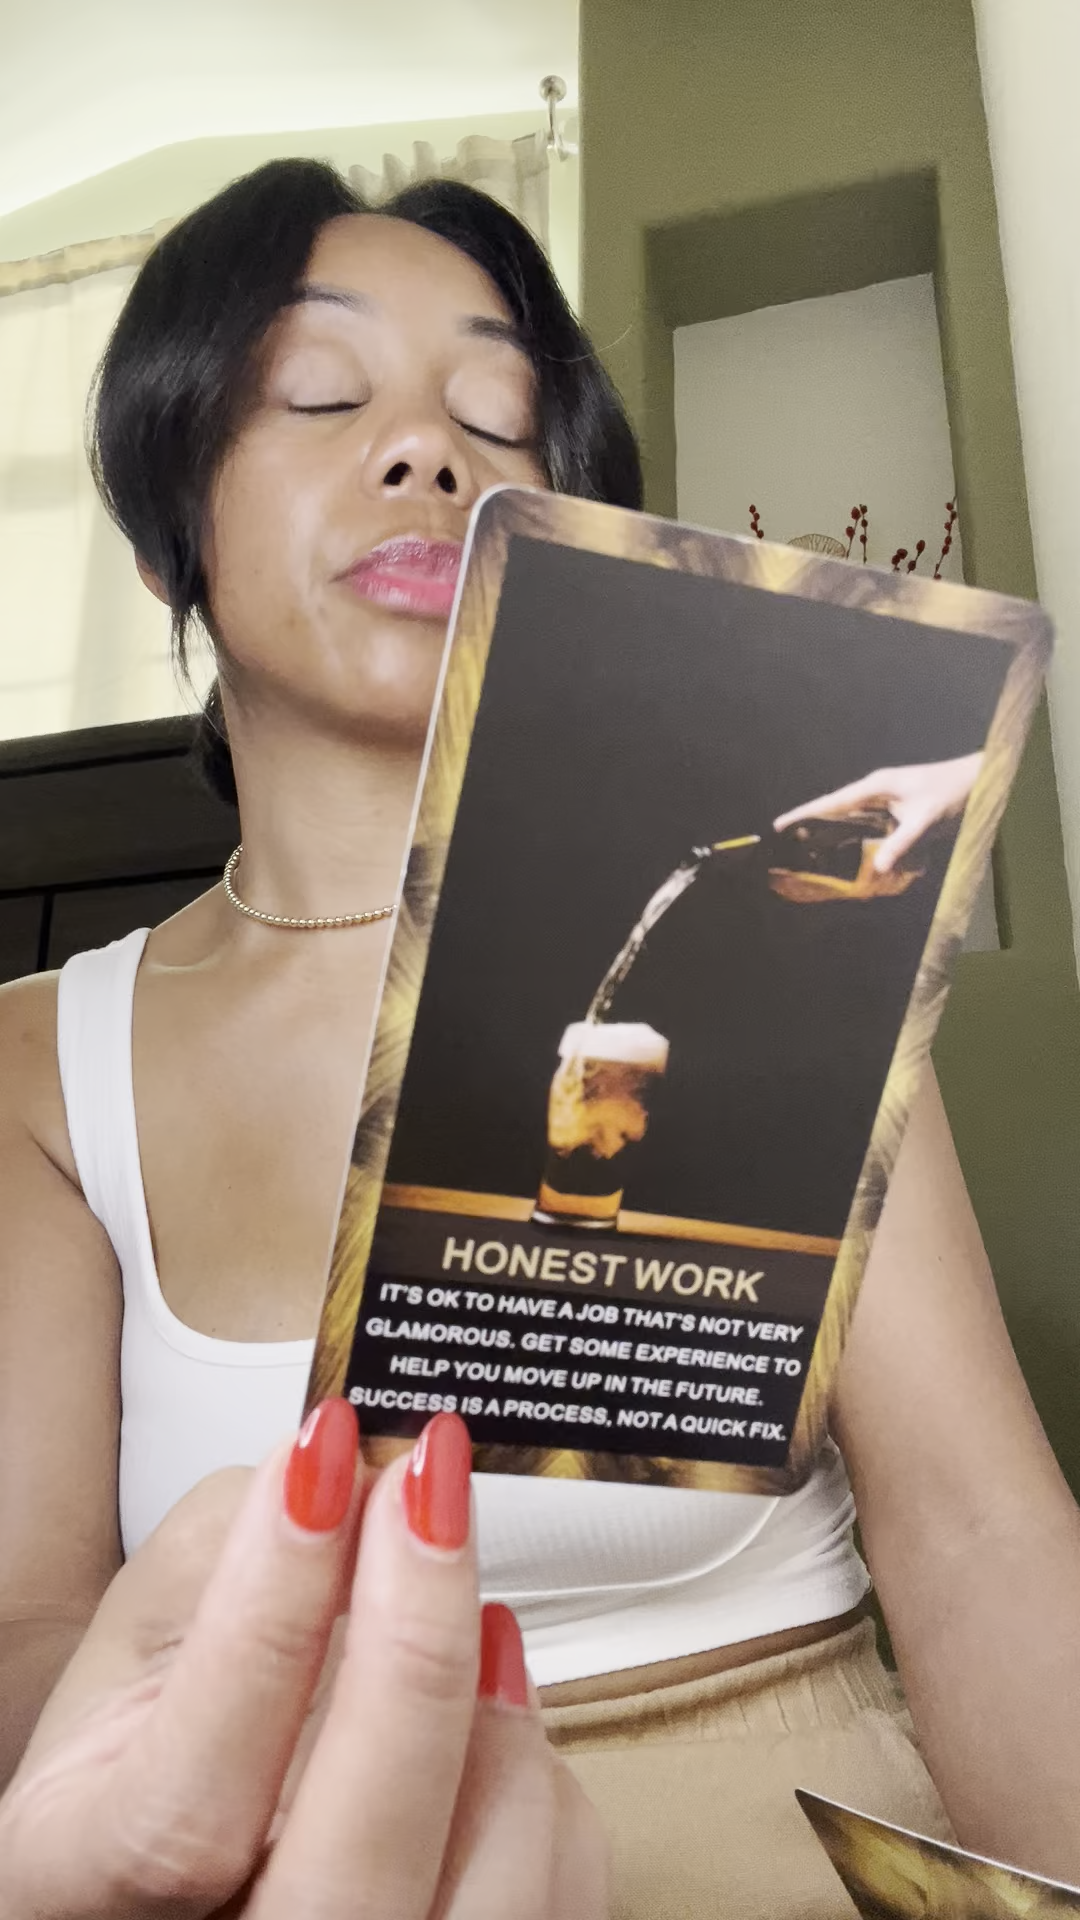 HONEST WORK
IT'S OK TO HAVE A JOB THAT'S NOT VERY
GLAMOROUS. GET SOME EXPERIENCE TO
HELP YOU MOVE UP IN THE FUTURE.
SUCCESS IS A PROCESS, NOT A QUICK FIX.